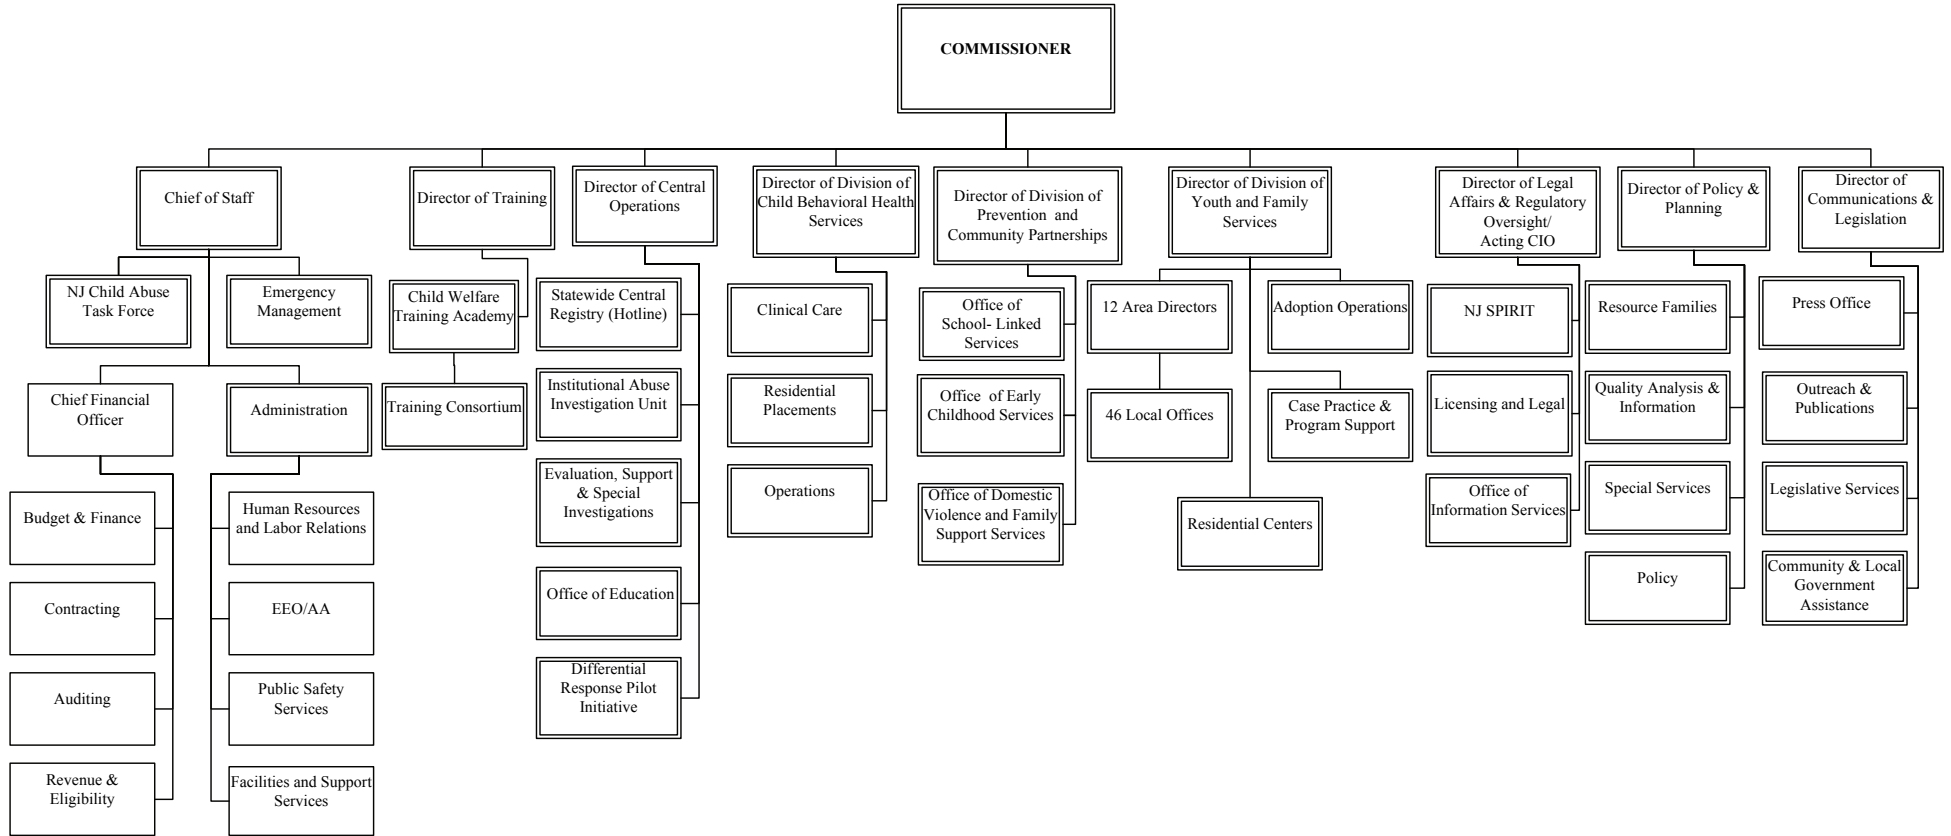 COMMISSIONER
Chief of Staff
Director of Training
Director of Central
Operations
Director of Division of
Child Behavioral Health
Services
Director of Division of
Prevention and
Community Partnerships
Director of Division of
Youth and Family
Services
Director of Legal
Affairs & Regulatory
Oversight/
Acting CIO
Director of Policy &
Planning
Director of
Communications &
Legislation
NJ Child Abuse
Task Force
Emergency
Management
Chief Financial
Officer
Administration
Budget & Finance
Contracting
Auditing
Revenue &
Eligibility
Human Resources
and Labor Relations
EEO/AA
Public Safety
Services
Facilities and Support
Services
Child Welfare
Training Academy
Training Consortium
Statewide Central
Registry (Hotline)
Institutional Abuse
Investigation Unit
Evaluation, Support
& Special
Investigations
Office of Education
Differential
Response Pilot
Initiative
Clinical Care
Residential
Placements
Operations
Office of
School- Linked
Services
Office of Early
Childhood Services
Office of Domestic
Violence and Family
Support Services
12 Area Directors
46 Local Offices
Adoption Operations
Case Practice &
Program Support
Residential Centers
NJ SPIRIT
Licensing and Legal
Office of
Information Services
Resource Families
Quality Analysis &
Information
Special Services
Policy
Press Office
Outreach &
Publications
Legislative Services
Community & Local
Government
Assistance